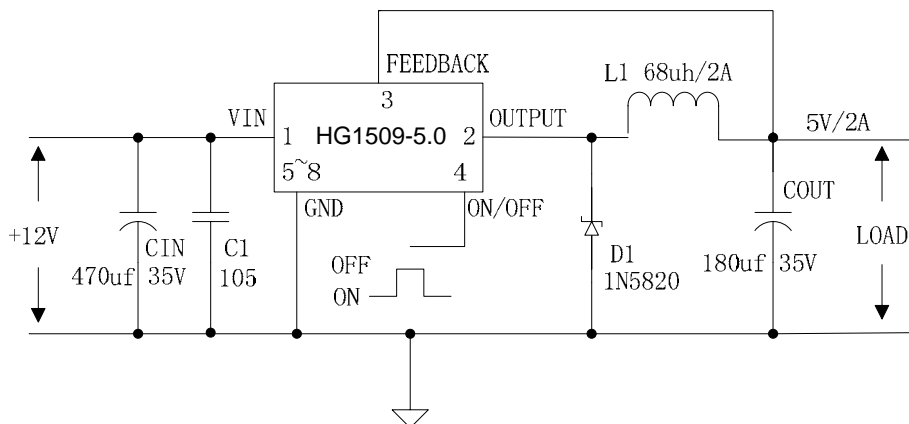 FEEDBACK
L1 68uh/2A
3
VIN
1
HG1509-5.0
2
OUTPUT
5V/2A
5~8
4
GND
ON/OFF
COUT
+12V
CIN
C1
OFF
D1
LOAD
470uf 35V
105
ON
1N5820
180uf 35V